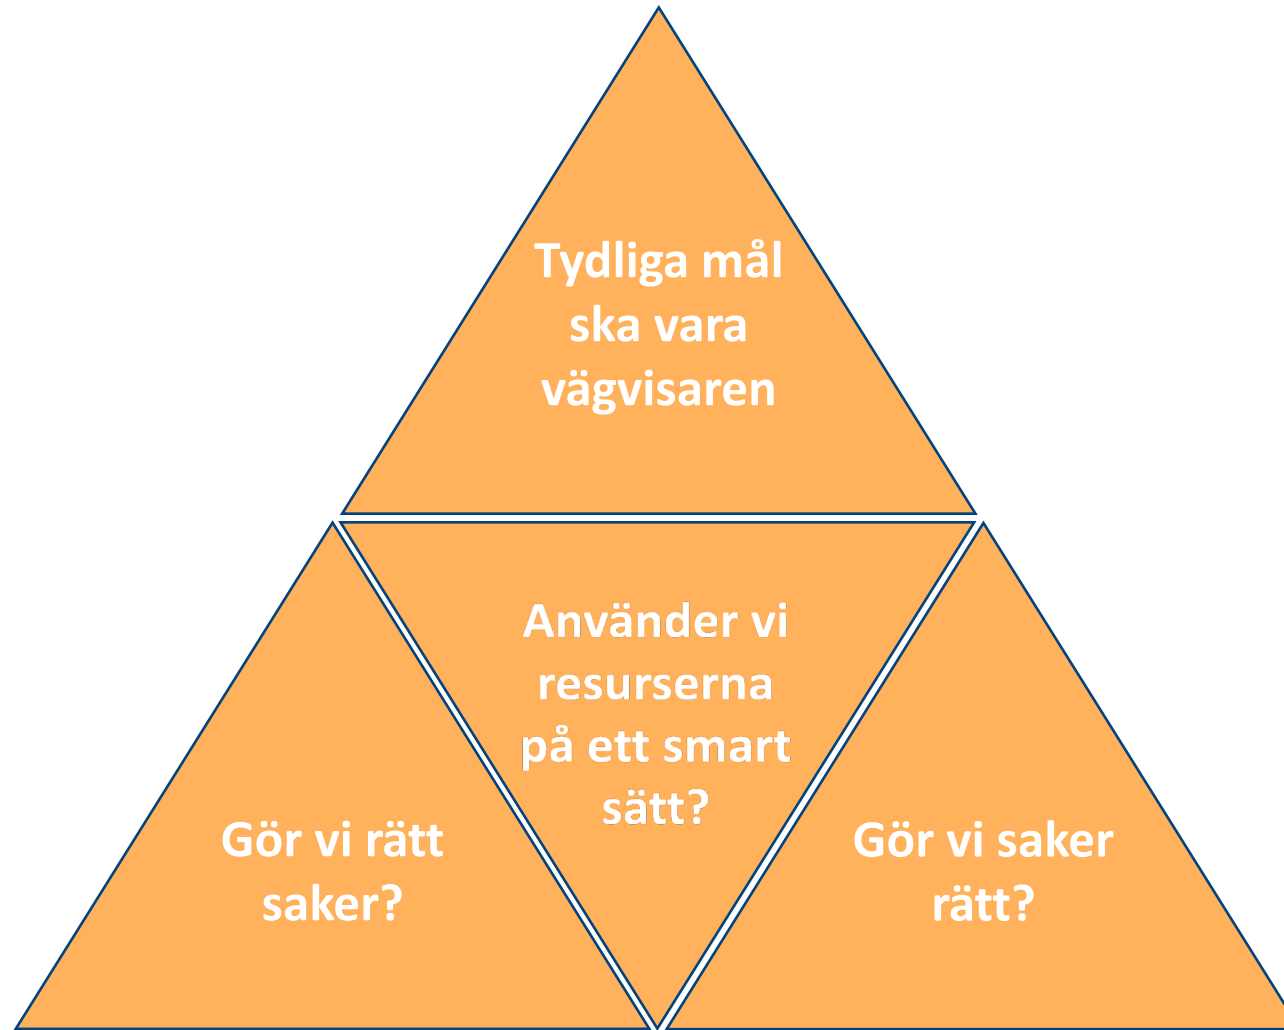 Tydliga mål
ska vara
vägvisaren
Använder vi
resurserna
på ett smart
sätt?
Gör vi rätt
saker?
Gör vi saker
rätt?